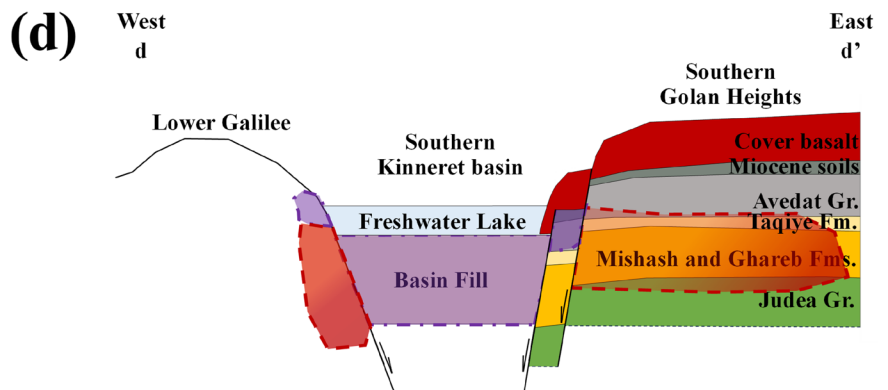 (d)
West
d
East
d’
Southern
Golan Heights
Lower Galilee
Southern
Kinneret basin
Cover basalt
Miocene soils
Avedat Gr.
Freshwater Lake
Taqiye Fm.
Mishash and Ghareb Fms.
Basin Fill
Judea Gr.